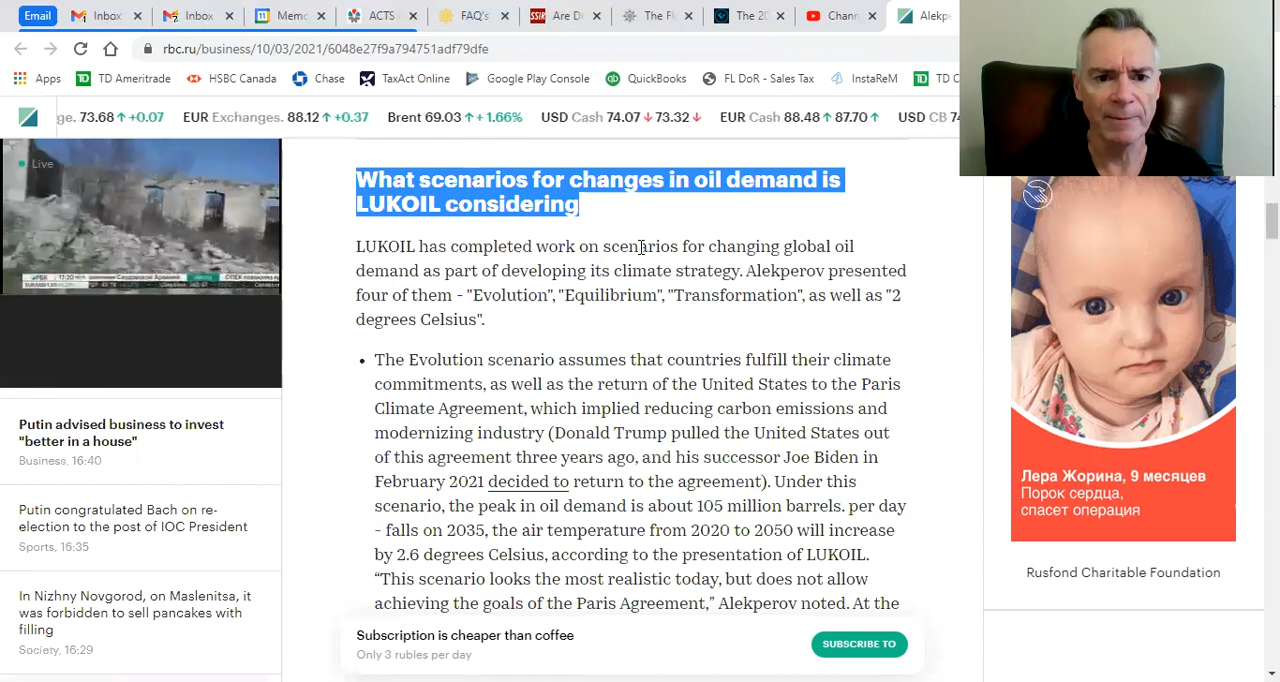 Email
Inbox
Inbox
Memo
ACTS
FAQ's
SSIR
Are D
The Fl
The 20
Chann
Alekp
rbc.ru/business/10/03/2021/6048e27f9a794751adf79dfe
Apps
TD Ameritrade
HSBC Canada
Chase
TaxAct Online
Google Play Console
QuickBooks
FL DoR - Sales Tax
InstaReM
TD C
ge. 73.68 ↑ +0.07
EUR Exchanges. 88.12 ↑ +0.37
Brent 69.03 ↑ + 1.66%
USD Cash 74.07 ↓ 73.32 ↓
EUR Cash 88.48 ↑ 87.70 ↑
USD CB 74
Live
What scenarios for changes in oil demand is
LUKOIL considering
LUKOIL has completed work on scenarios for changing global oil
demand as part of developing its climate strategy. Alekperov presented
four of them - "Evolution", "Equilibrium", "Transformation", as well as "2
degrees Celsius".
• The Evolution scenario assumes that countries fulfill their climate
commitments, as well as the return of the United States to the Paris
Climate Agreement, which implied reducing carbon emissions and
modernizing industry (Donald Trump pulled the United States out
of this agreement three years ago, and his successor Joe Biden in
February 2021 decided to return to the agreement). Under this
scenario, the peak in oil demand is about 105 million barrels. per day
- falls on 2035, the air temperature from 2020 to 2050 will increase
by 2.6 degrees Celsius, according to the presentation of LUKOIL.
“This scenario looks the most realistic today, but does not allow
achieving the goals of the Paris Agreement,” Alekperov noted. At the
Putin advised business to invest
"better in a house"
Business, 16:40
Putin congratulated Bach on re-
election to the post of IOC President
Sports, 16:35
In Nizhny Novgorod, on Maslenitsa, it
was forbidden to sell pancakes with
filling
Society, 16:29
Subscription is cheaper than coffee
Only 3 rubles per day
SUBSCRIBE TO
Лера Жорина, 9 месяцев
Порок сердца,
спасет операция
Rusfond Charitable Foundation